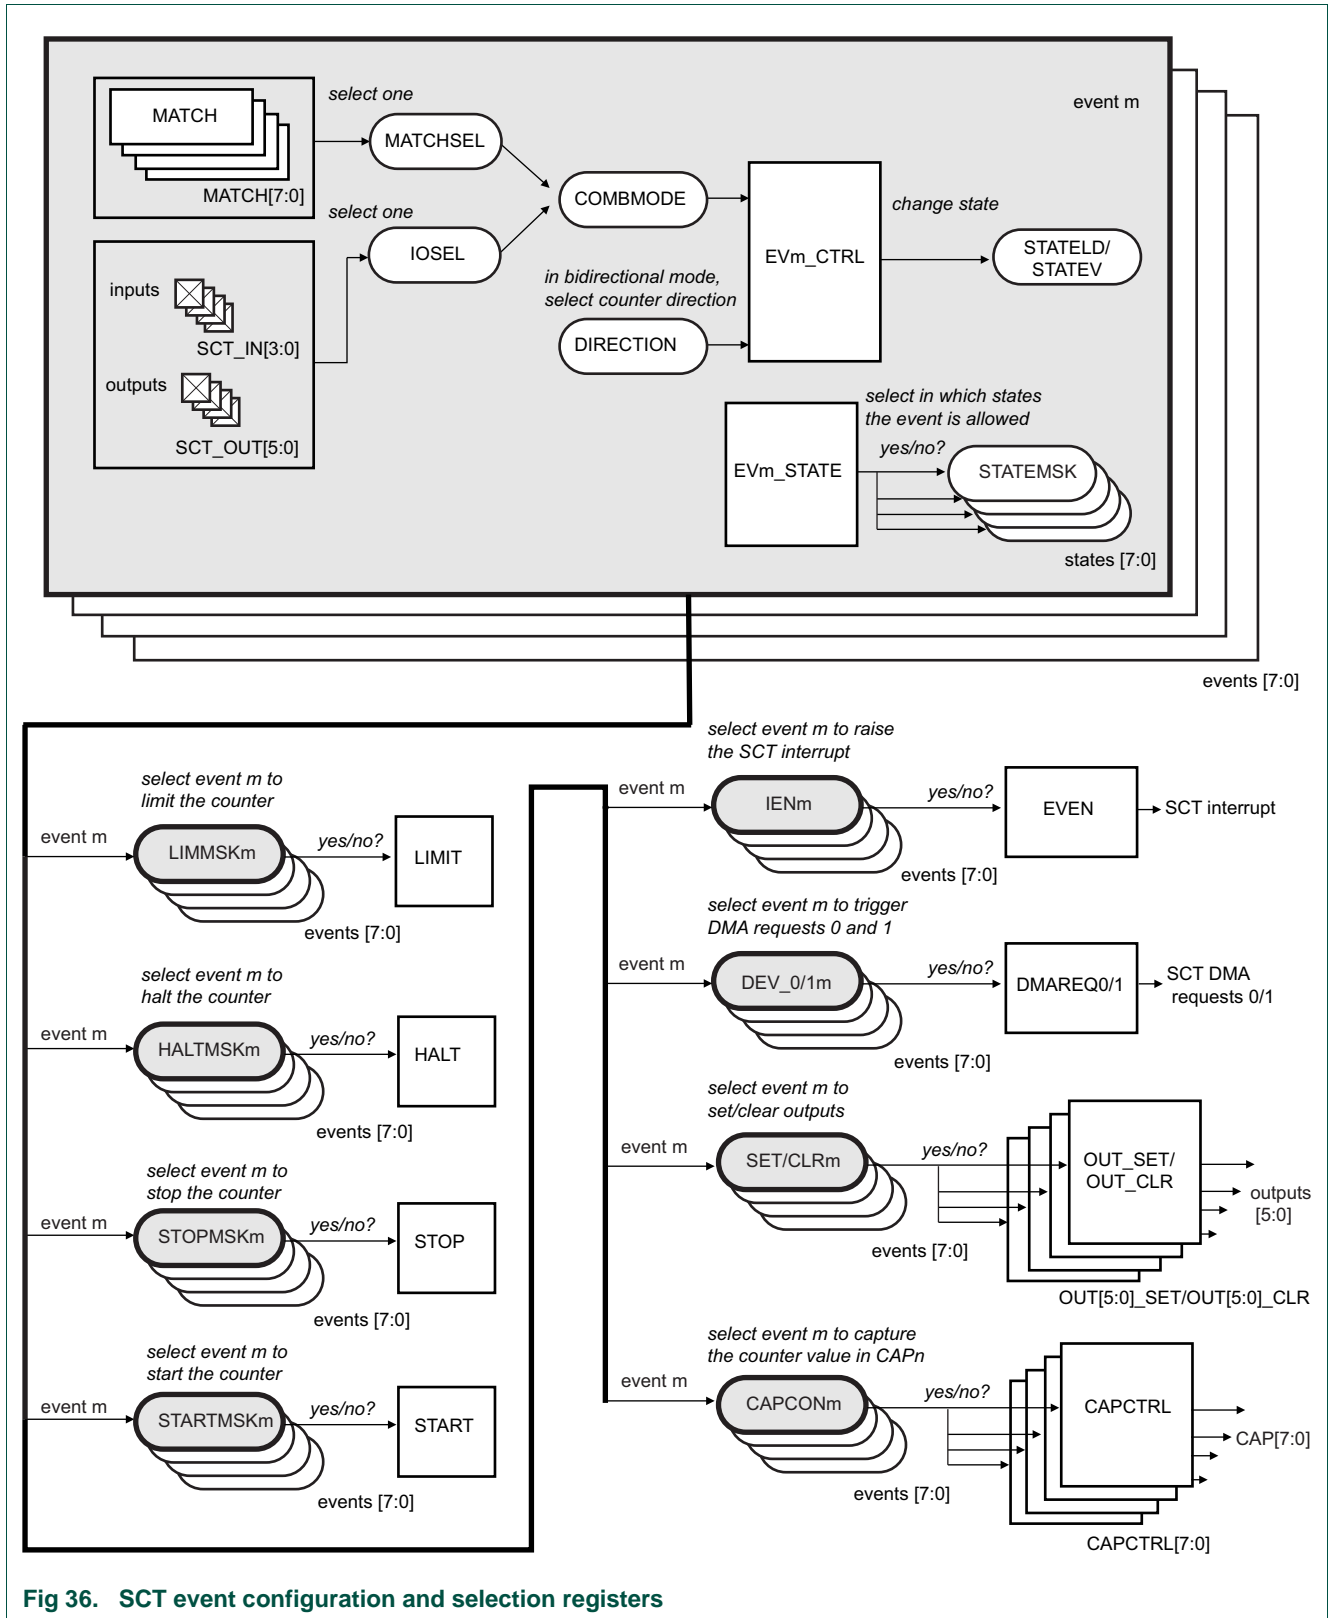 event m
select one
MATCH
MATCHSEL
MATCH[7:0]
select one
COMBMODE
change state
IOSEL
EVm_CTRL
STATELD/
STATEV
inputs
in bidirectional mode,
select counter direction
SCT_IN[3:0]
DIRECTION
outputs
SCT_OUT[5:0]
select in which states
the event is allowed
yes/no?
EVm_STATE
STATEMSK
states [7:0]
events [7:0]
select event m to
limit the counter
event m
LIMMSKm
yes/no?
LIMIT
events [7:0]
select event m to
halt the counter
event m
HALTMSKm
yes/no?
HALT
events [7:0]
select event m to
stop the counter
event m
STOPMSKm
yes/no?
STOP
events [7:0]
select event m to
start the counter
event m
STARTMSKm
yes/no?
START
events [7:0]
select event m to raise
the SCT interrupt
event m
IENm
yes/no?
EVEN
SCT interrupt
events [7:0]
select event m to trigger
DMA requests 0 and 1
event m
DEV_0/1m
yes/no?
DMAREQ0/1
SCT DMA
requests 0/1
events [7:0]
select event m to
set/clear outputs
event m
SET/CLRm
yes/no?
OUT_SET/
OUT_CLR
outputs
[5:0]
events [7:0]
OUT[5:0]_SET/OUT[5:0]_CLR
select event m to capture
the counter value in CAPn
event m
CAPCONm
yes/no?
CAPCTRL
CAP[7:0]
events [7:0]
CAPCTRL[7:0]
Fig 36. SCT event configuration and selection registers